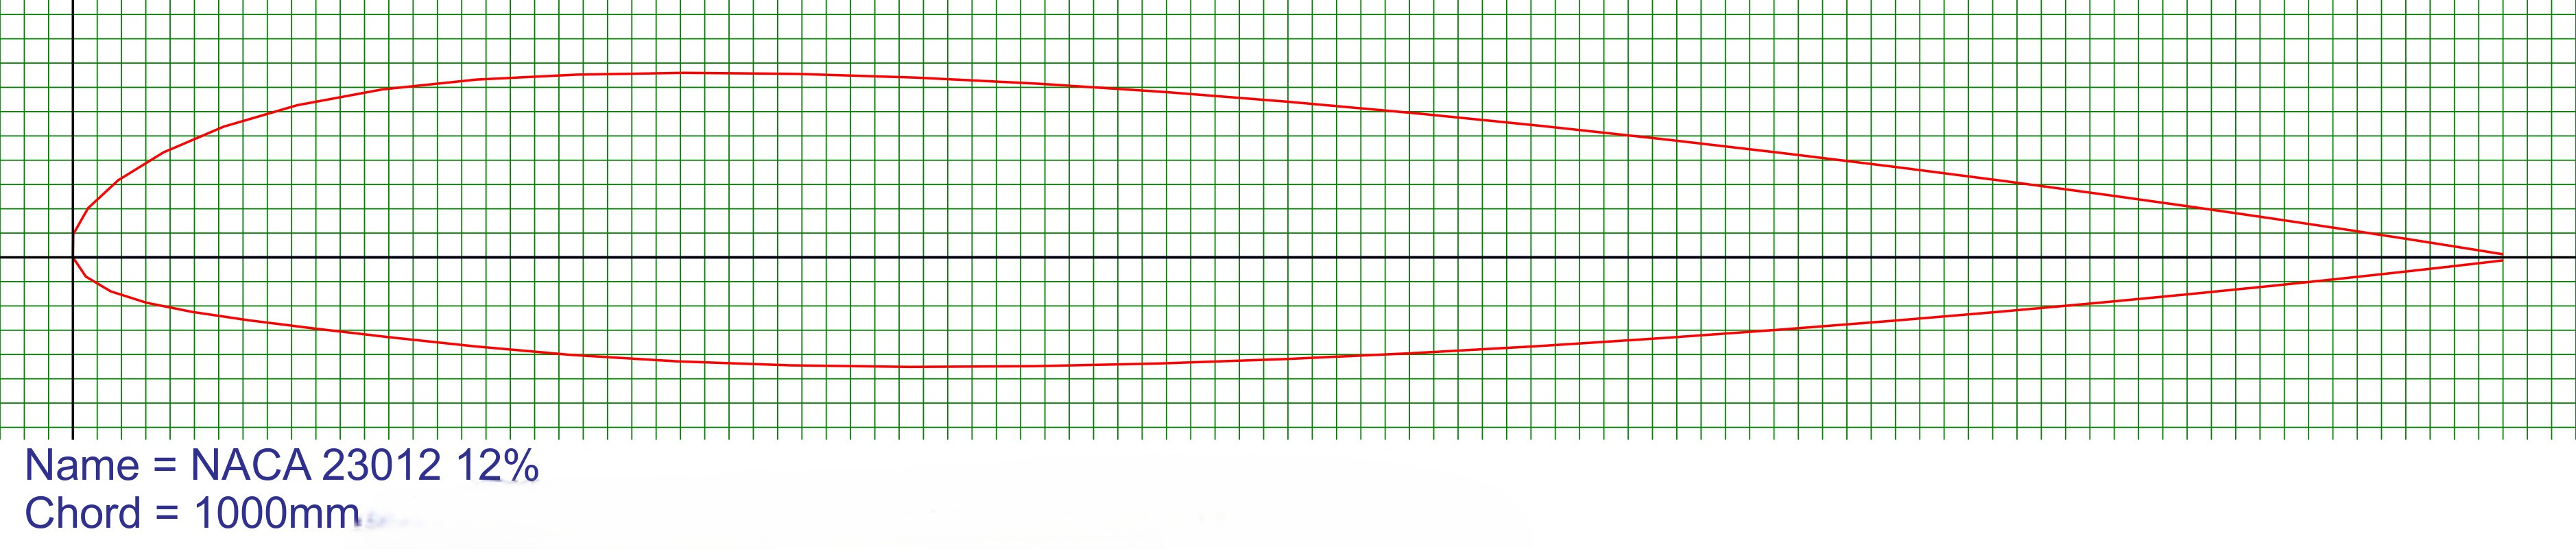 Name = NACA 23012 12%
Chord = 1000mm